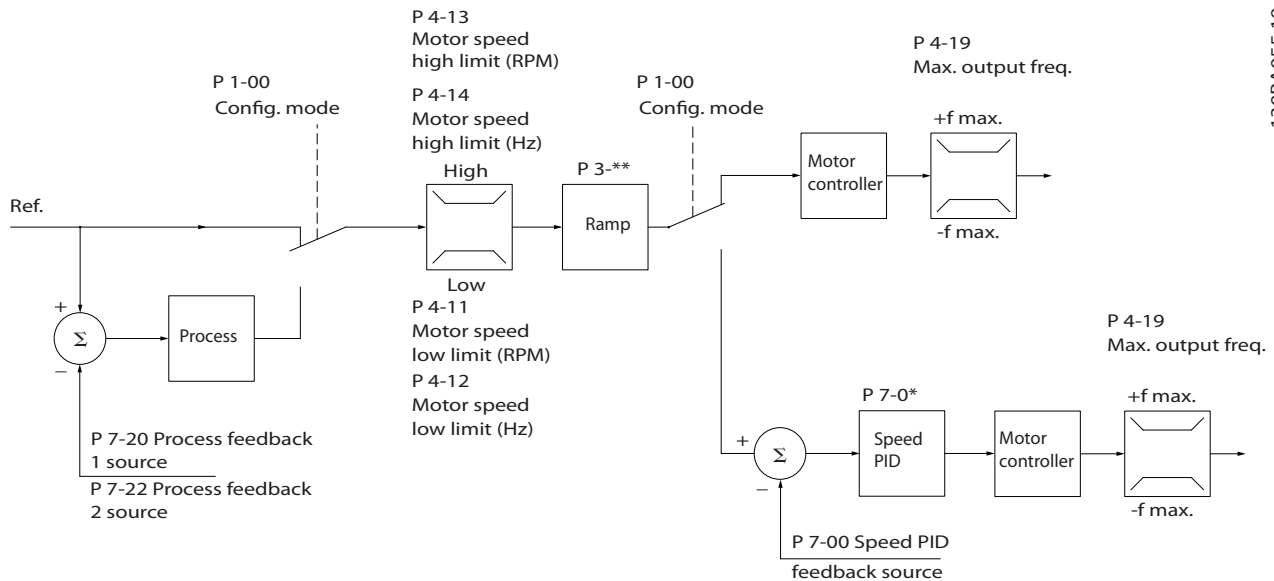 P 4-13
Motor speed
high limit (RPM)
P 4-14
Motor speed
high limit (Hz)
P 1-00
Config. mode
P 1-00
Config. mode
P 4-19
Max. output freq.
High
P 3-**
Motor
controller
+f max.
-f max.
Ref.
Ramp
Low
P 4-11
Motor speed
low limit (RPM)
P 4-12
Motor speed
low limit (Hz)
+
Σ
−
Process
P 7-20 Process feedback
1 source
P 7-22 Process feedback
2 source
P 4-19
Max. output freq.
P 7-0*
+
Σ
−
Speed
PID
Motor
controller
+f max.
-f max.
P 7-00 Speed PID
feedback source